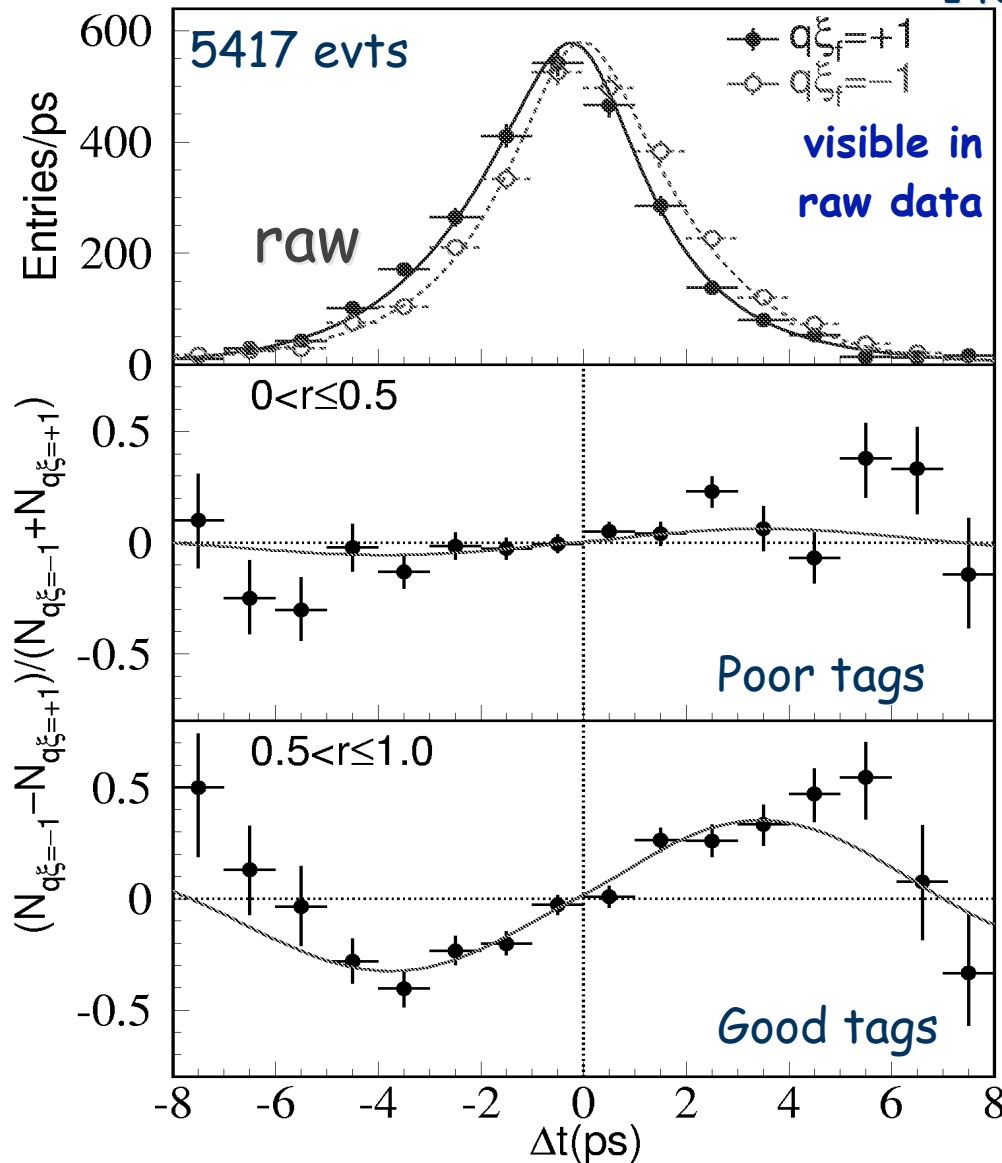 5417 evts
qξf=+1
qξf=−1
visible in
raw data
raw
Entries/ps
600
400
200
0
0<r≤0.5
Poor tags
0.5
0
-0.5
(Nqξ=−1−Nqξ=+1)/(Nqξ=−1+Nqξ=+1)
0.5<r≤1.0
Good tags
0.5
0
-0.5
-8 -6 -4 -2 0 2 4 6 8
Δt(ps)